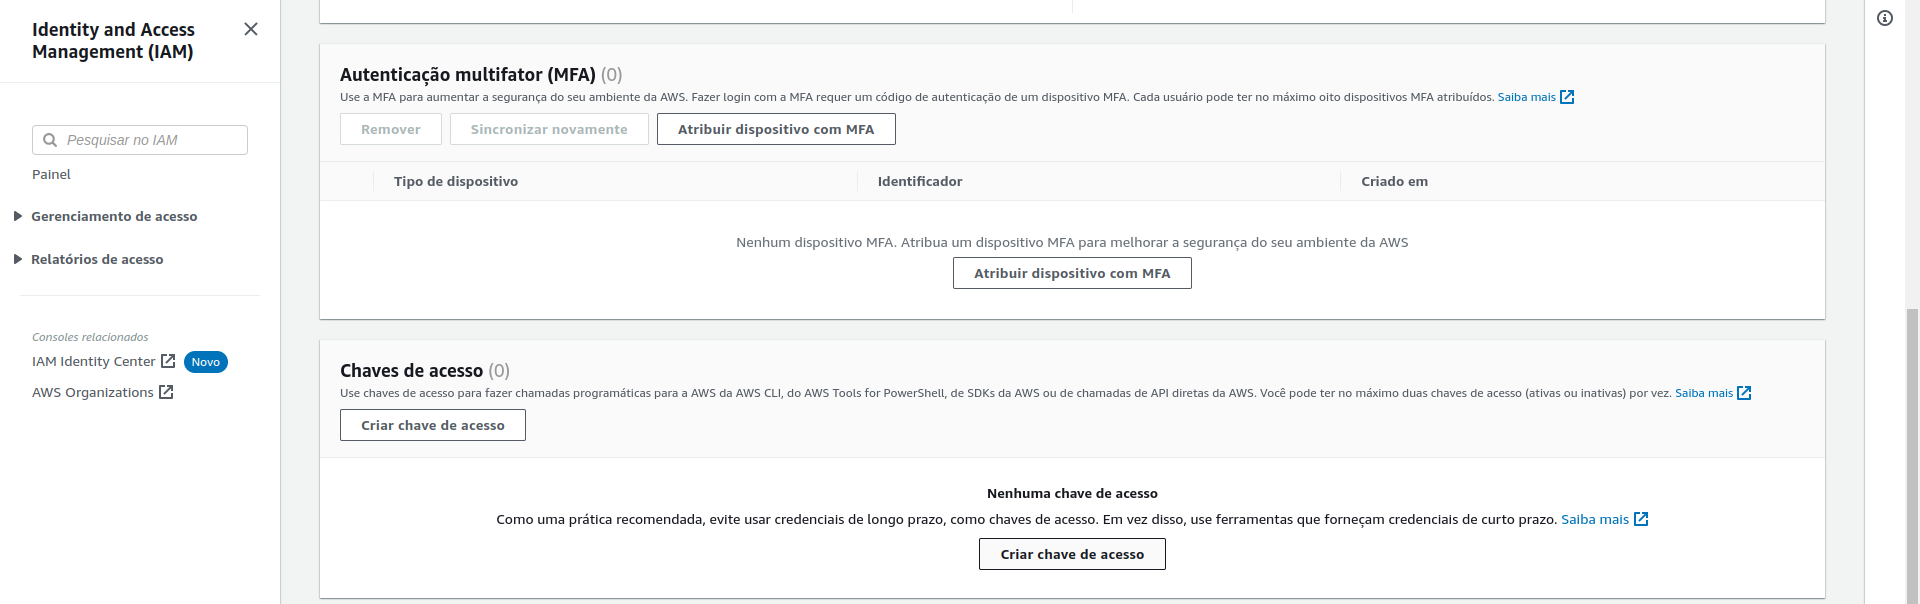 Identity and Access
Management (IAM)
Pesquisar no IAM
Painel
Gerenciamento de acesso
Relatórios de acesso
Consoles relacionados
IAM Identity Center Novo
AWS Organizations
Autenticação multifator (MFA) (0)
Use a MFA para aumentar a segurança do seu ambiente da AWS. Fazer login com a MFA requer um código de autenticação de um dispositivo MFA. Cada usuário pode ter no máximo oito dispositivos MFA atribuídos. Saiba mais
Remover Sincronizar novamente Atribuir dispositivo com MFA
Tipo de dispositivo Identificador Criado em
Nenhum dispositivo MFA. Atribua um dispositivo MFA para melhorar a segurança do seu ambiente da AWS
Atribuir dispositivo com MFA
Chaves de acesso (0)
Use chaves de acesso para fazer chamadas programáticas para a AWS da AWS CLI, do AWS Tools for PowerShell, de SDKs da AWS ou de chamadas de API diretas da AWS. Você pode ter no máximo duas chaves de acesso (ativas ou inativas) por vez. Saiba mais
Criar chave de acesso
Nenhuma chave de acesso
Como uma prática recomendada, evite usar credenciais de longo prazo, como chaves de acesso. Em vez disso, use ferramentas que forneçam credenciais de curto prazo. Saiba mais
Criar chave de acesso